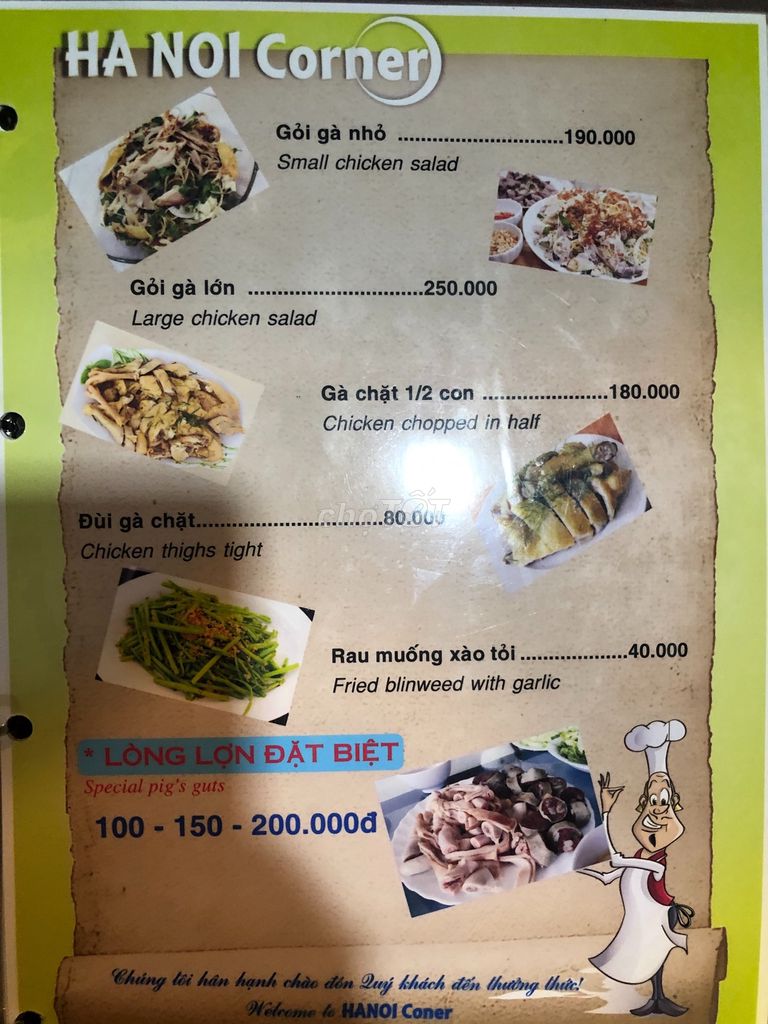 HA NOI Corner
Gỏi gà nhỏ ............................190.000
Small chicken salad
Gỏi gà lớn ..............................250.000
Large chicken salad
Gà chặt 1/2 con ......................180.000
Chicken chopped in half
chợTỐT
Đùi gà chặt................................80.000
Chicken thighs tight
Rau muống xào tỏi ...................40.000
Fried blinweed with garlic
* LÒNG LỢN ĐẶT BIỆT
Special pig's guts
100 - 150 - 200.000đ
Chúng tôi hân hạnh chào đón Quý khách đến thưởng thức!
Welcome to HANOI Coner